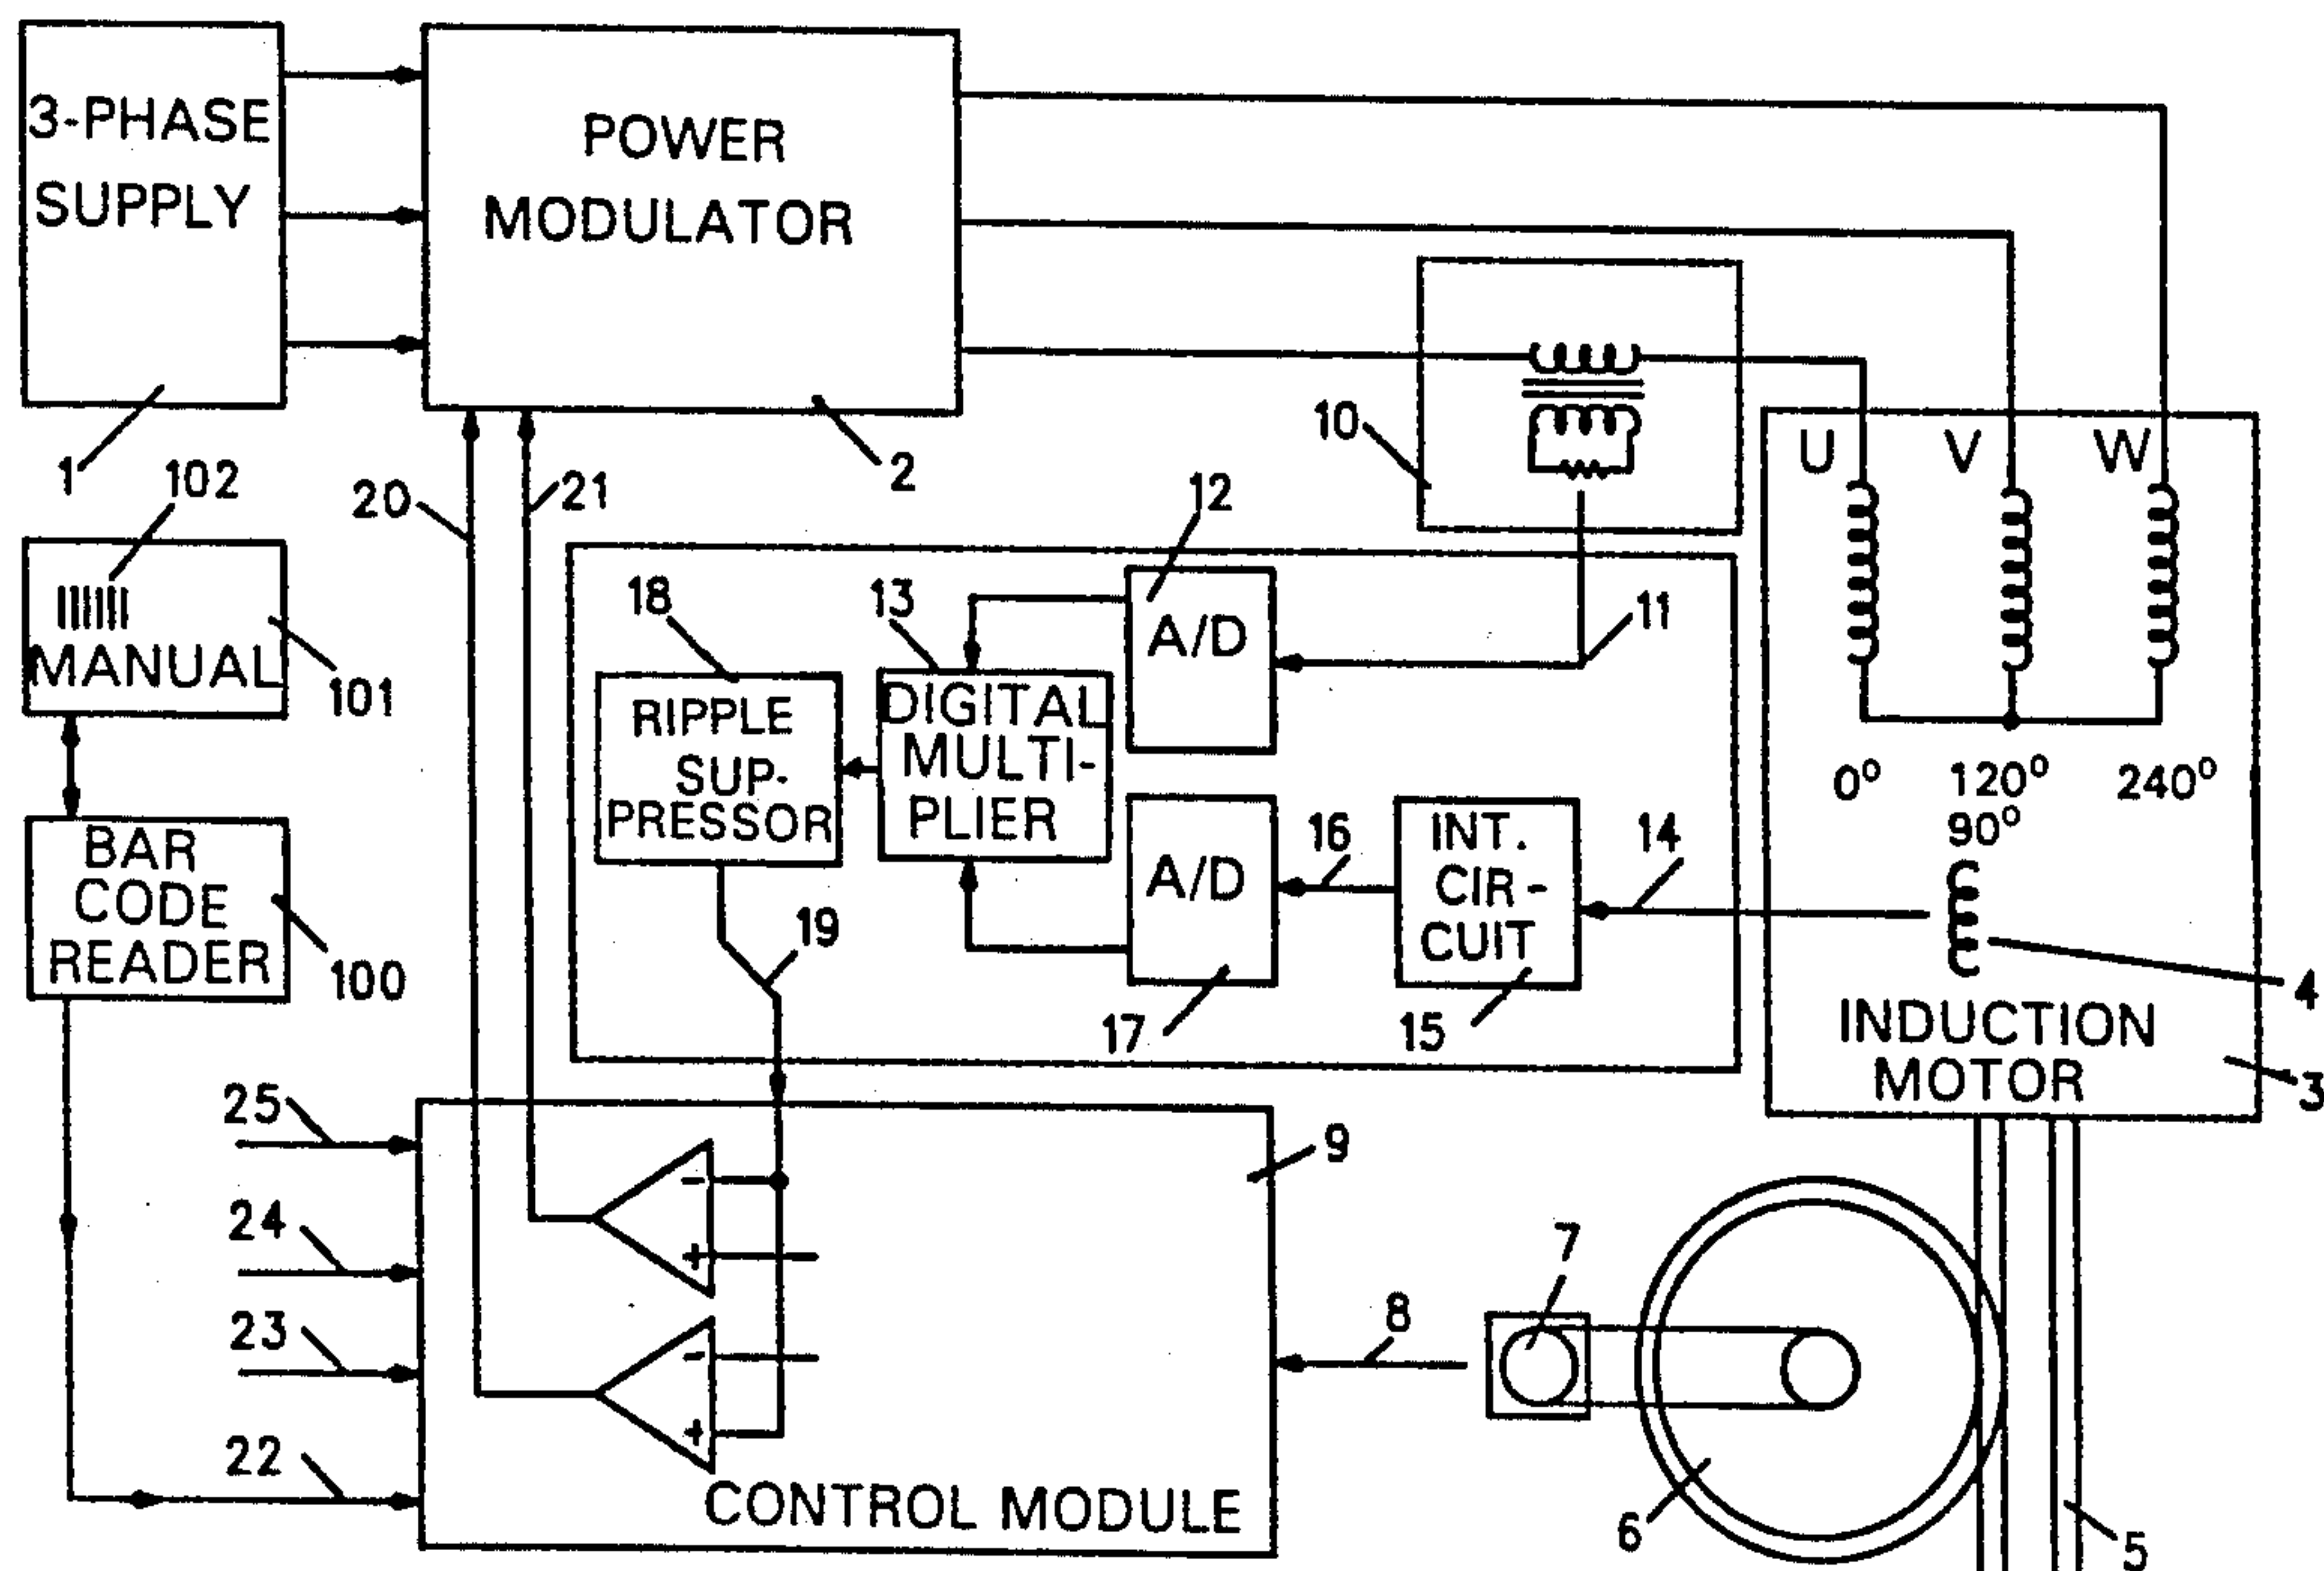 3-PHASE
SUPPLY
POWER
MODULATOR
1
102
20
21
2
10
U V W
12
11
18
13
A/D
MANUAL
101
RIPPLE
SUP-
PRESSOR
DIGITAL
MULTI-
PLIER
0° 120° 240°
90°
BAR
CODE
READER
100
A/D
16
INT.
CIR-
CUIT
14
19
17
15
4
INDUCTION
MOTOR
3
25
24
23
22
-
+
-
+
9
8
7
6
5
CONTROL MODULE